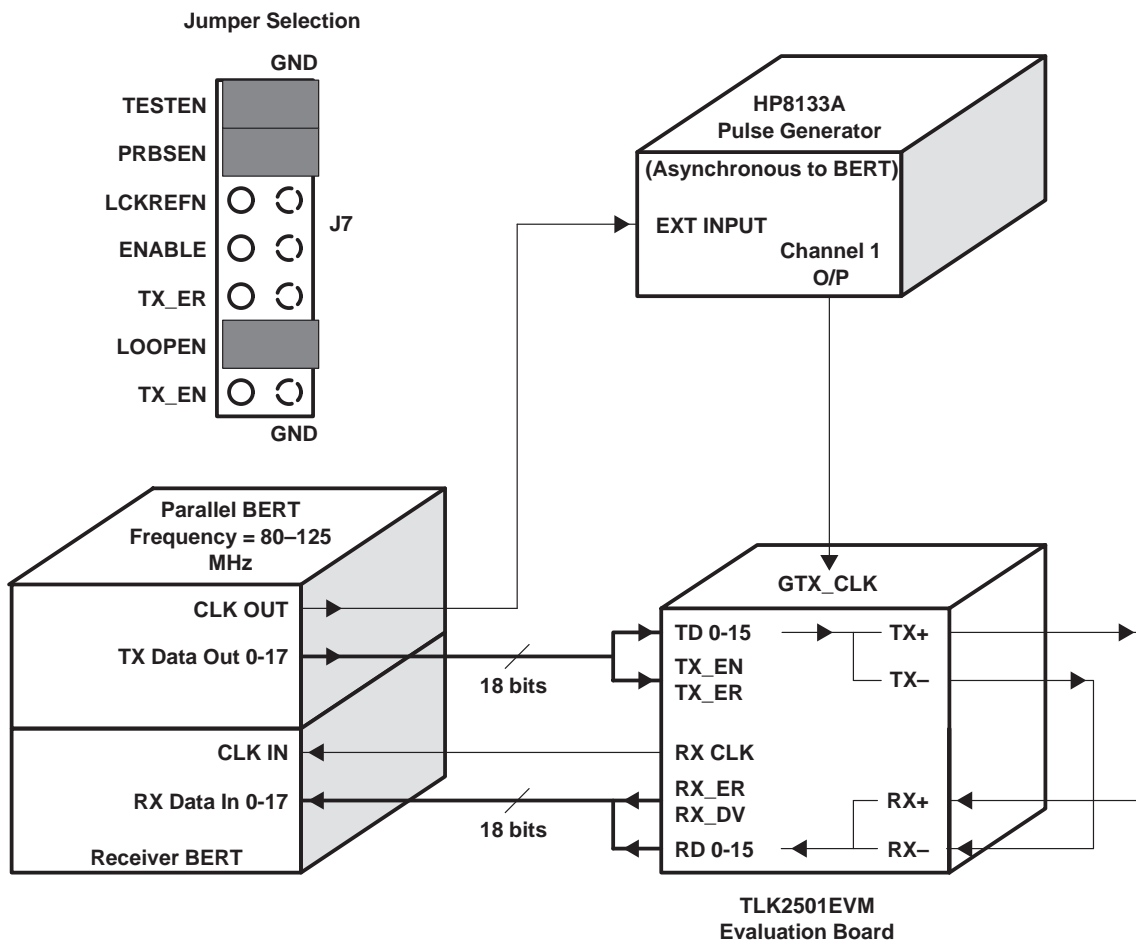 Jumper Selection
GND
TESTEN
PRBSEN
LCKREFN
ENABLE
TX_ER
LOOPEN
TX_EN
J7
GND
HP8133A
Pulse Generator
(Asynchronous to BERT)
EXT INPUT
Channel 1
O/P
Parallel BERT
Frequency = 80–125
MHz
CLK OUT
TX Data Out 0-17
18 bits
CLK IN
RX Data In 0-17
18 bits
Receiver BERT
GTX_CLK
TD 0-15
TX+
TX_EN
TX–
TX_ER
RX CLK
RX_ER
RX+
RX_DV
RD 0-15
RX–
TLK2501EVM
Evaluation Board